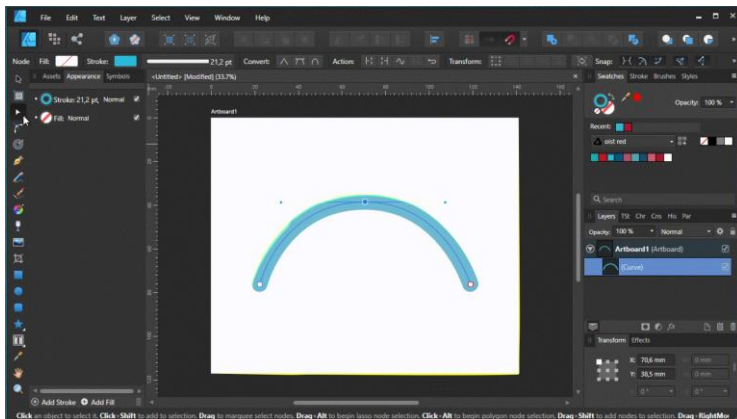 File Edit Text Layer Select View Window Help
Node Fill: Stroke: 21,2 pt Convert: Action: Transform: Snap:
Assets Appearance Symbols
<Untitled> [Modified] (33.7%)
Swatches Stroke Brushes Styles
Stroke: 21,2 pt, Normal
Fill: Normal
Artboard1
Opacity: 100 %
Recent:
oist red
Search
Layers TSt Chr Cns His Par
Opacity: 100 % Normal
Artboard1 (Artboard)
(Curve)
Transform Effects
X: 70,6 mm 0 mm
Y: 38,5 mm 0 mm
0 ° 0 °
Add Stroke Add Fill
Click an object to select it. Click+Shift to add to selection. Drag to marquee select nodes. Drag+Alt to begin lasso node selection. Click+Alt to begin polygon node selection. Drag+Shift to add nodes to selection. Drag+RightMo